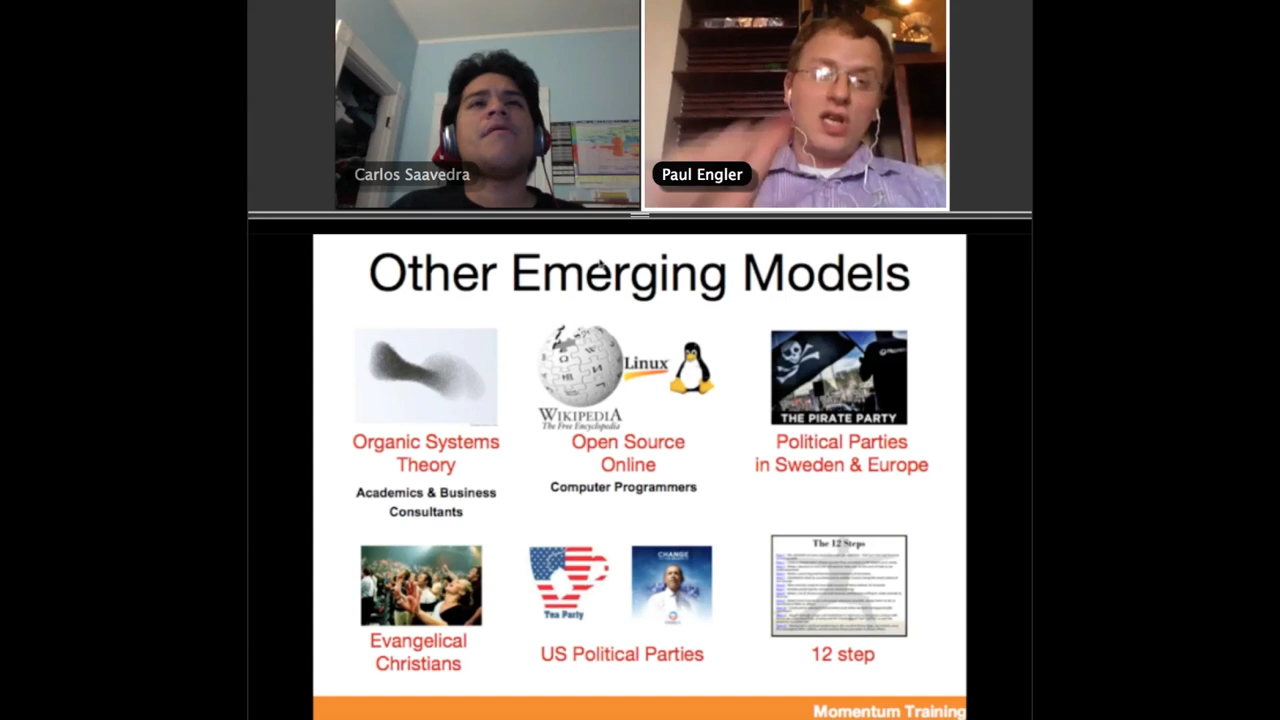 Carlos Saavedra
Paul Engler
Other Emerging Models
Linux
WIKIPEDIA
The Free Encyclopedia
THE PIRATE PARTY
Organic Systems
Theory
Open Source
Online
Political Parties
in Sweden & Europe
Academics & Business
Consultants
Computer Programmers
The 12 Steps
CHANGE
Tea Party
Evangelical
Christians
US Political Parties
12 step
Momentum Training